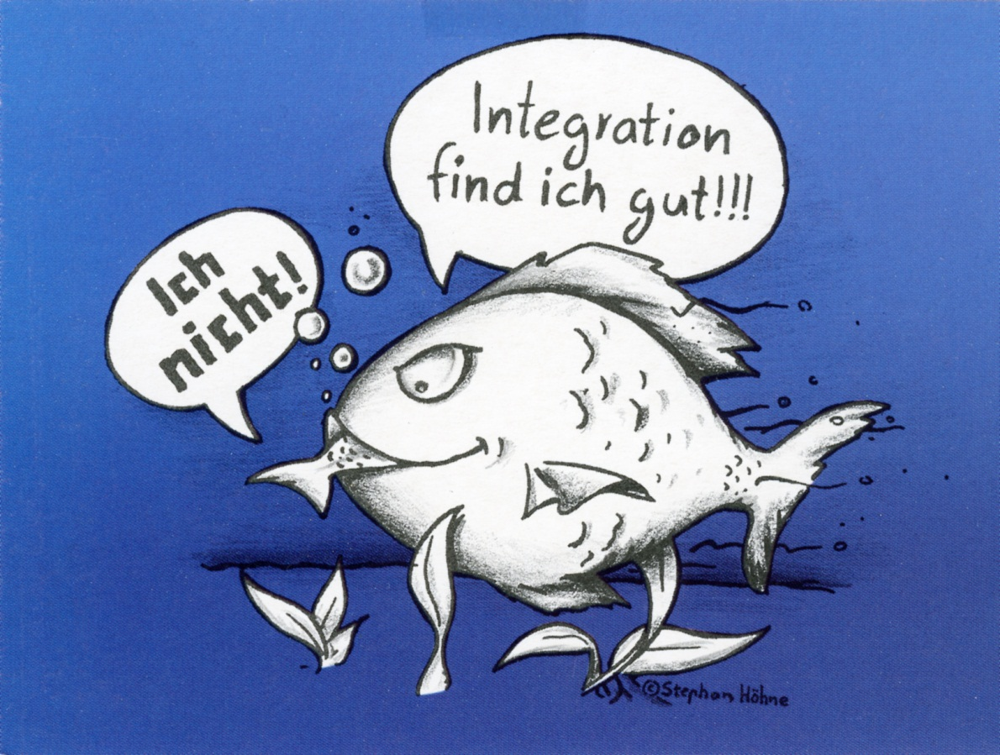 Integration
find ich gut!!!
Ich
nicht!
©Stephan Höhne